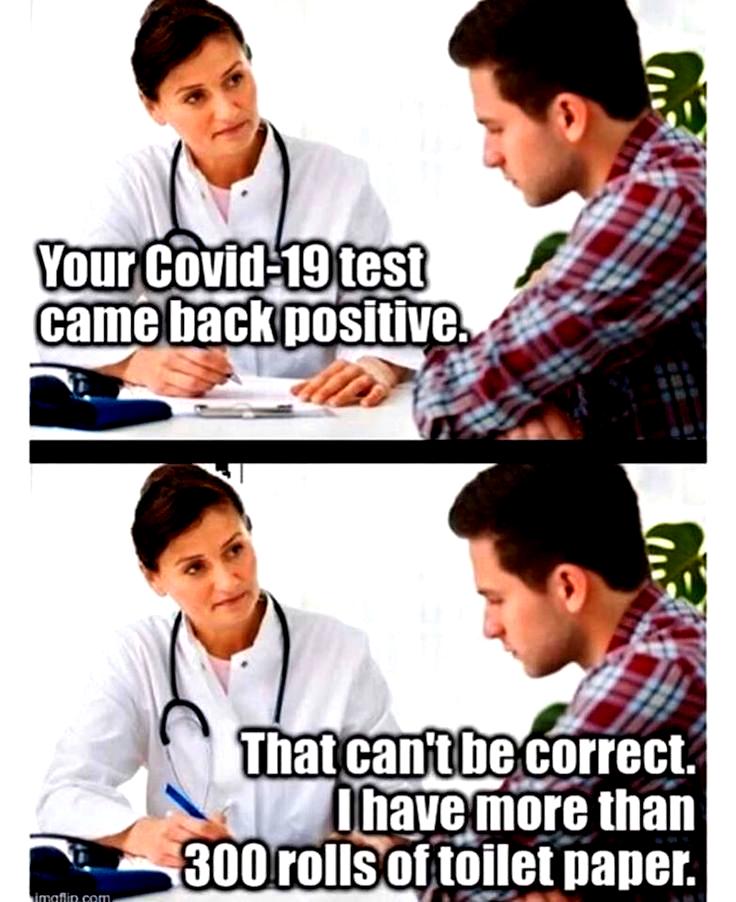 Your Covid-19 test
came back positive.
That can't be correct.
I have more than
300 rolls of toilet paper.
imgflip.com